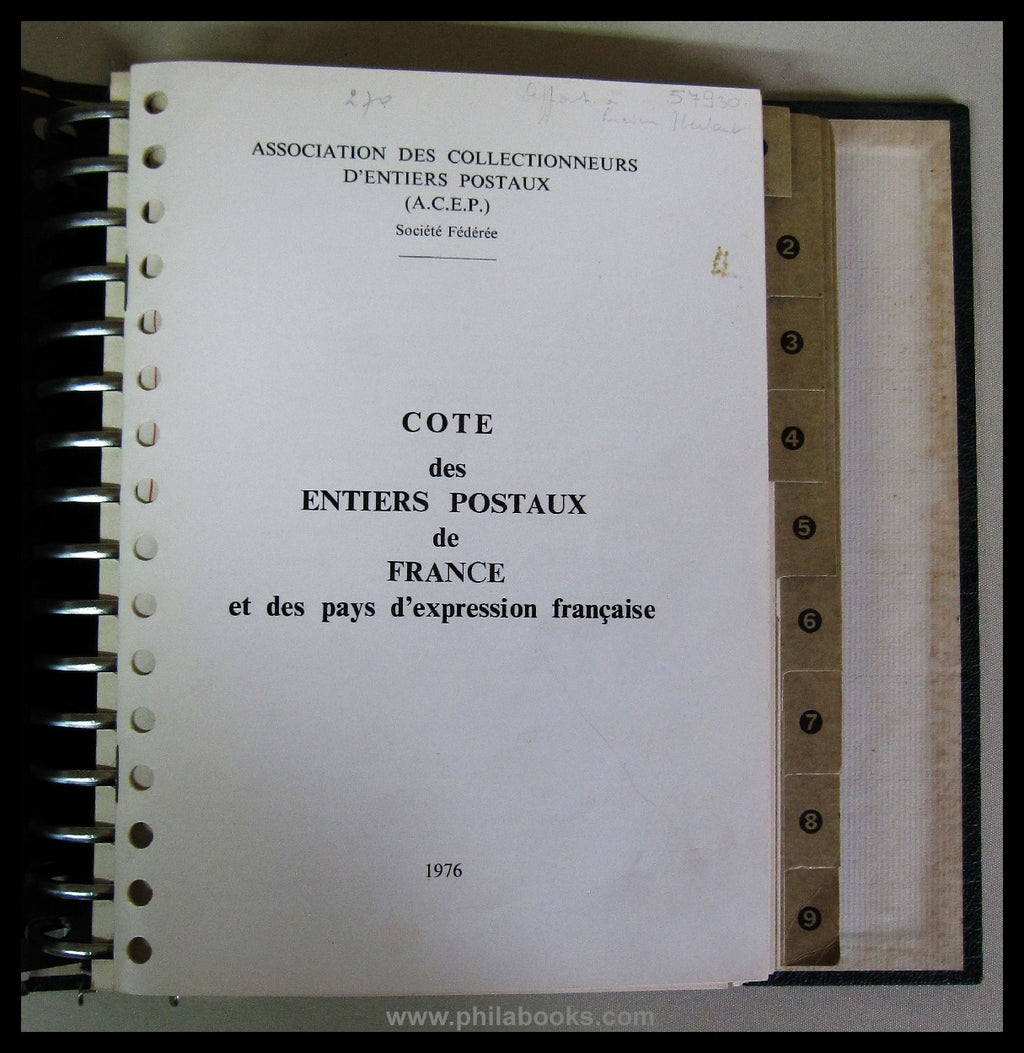 57930
ASSOCIATION DES COLLECTIONNEURS
D'ENTIERS POSTAUX
(A.C.E.P.)
Société Fédérée
COTE
des
ENTIERS POSTAUX
de
FRANCE
et des pays d'expression française
1976
2
3
4
5
6
7
8
9
www.philabooks.com